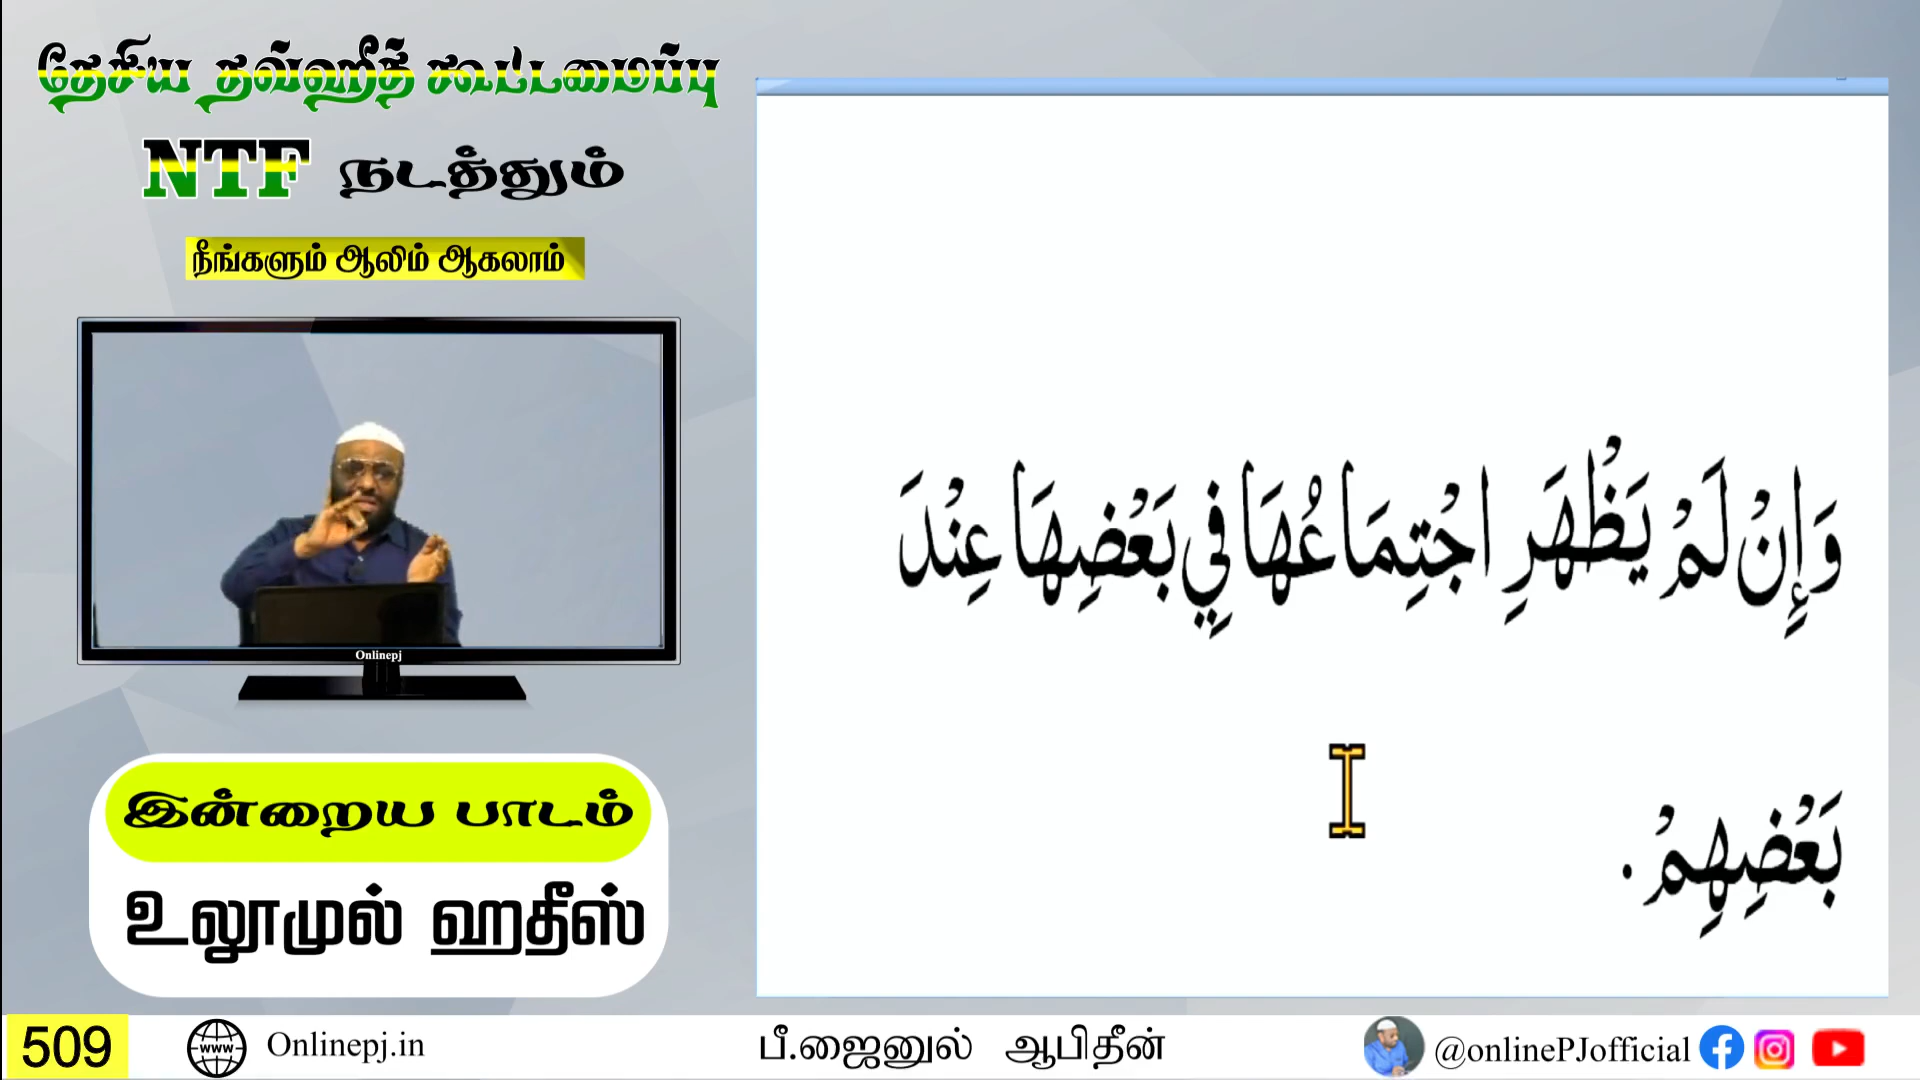 தேசிய தவ்ஹீத் கூட்டமைப்பு
NTF நடத்தும்
நீங்களும் ஆலிம் ஆகலாம்
Onlinepj
இன்றைய பாடம்
உலூமுல் ஹதீஸ்
وَإِنْ لَمْ يَظْهَرِ اجْتِمَاعُهَا فِي بَعْضِهَا عِنْدَ
بَعْضِهِمْ .
509
www
Onlinepj.in
பீ.ஜைனுல் ஆபிதீன்
@onlinePJofficial